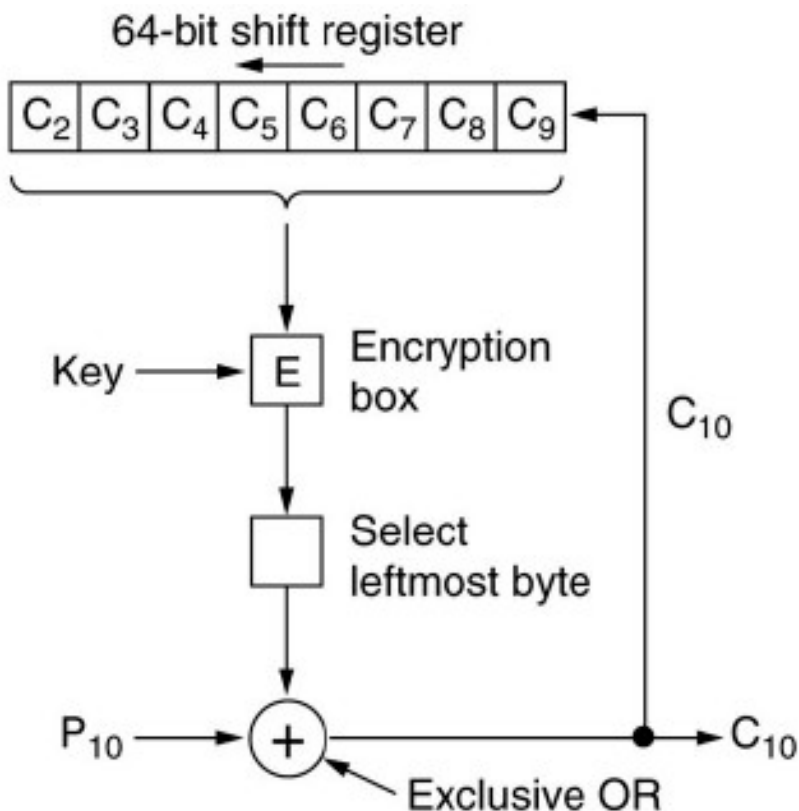 64-bit shift register
C₂ C₃ C₄ C₅ C₆ C₇ C₈ C₉
Key
E
Encryption
box
C₁₀
Select
leftmost byte
P₁₀
+
C₁₀
Exclusive OR